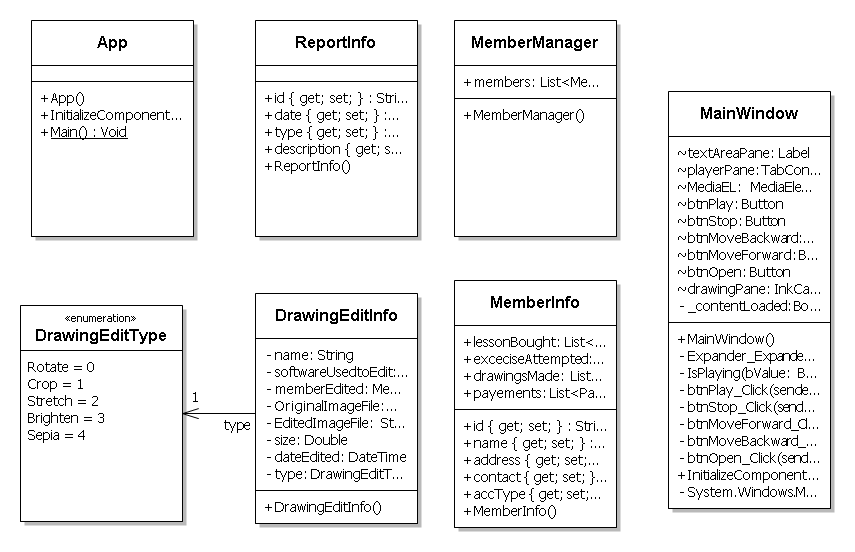 App
+ App()
+ InitializeComponent...
+ Main() : Void
ReportInfo
+ id { get; set; } : Stri...
+ date { get; set; } :...
+ type { get; set; } :...
+ description { get; s...
+ ReportInfo()
MemberManager
+ members: List<Me...
+ MemberManager()
MainWindow
~ textAreaPane: Label
~ playerPane: TabCon...
~ MediaEL: MediaEle...
~ btnPlay: Button
~ btnStop: Button
~ btnMoveBackward:...
~ btnMoveForward: B...
~ btnOpen: Button
~ drawingPane: InkCa...
- _contentLoaded: Bo...
+ MainWindow()
- Expander_Expande...
- IsPlaying(bValue: B...
- btnPlay_Click(sende...
- btnStop_Click(send...
- btnMoveForward_Cl...
- btnMoveBackward_...
- btnOpen_Click(send...
+ InitializeComponent...
- System.Windows.M...
«enumeration»
DrawingEditType
Rotate = 0
Crop = 1
Stretch = 2
Brighten = 3
Sepia = 4
1
type
DrawingEditInfo
- name: String
- softwareUsedtoEdit:...
- memberEdited: Me...
- OriginalImageFile:...
- EditedImageFile: St...
- size: Double
- dateEdited: DateTime
- type: DrawingEditT...
+ DrawingEditInfo()
MemberInfo
+ lessonBought: List<...
+ exceciseAttempted:...
+ drawingsMade: List...
+ payements: List<Pa...
+ id { get; set; } : Stri...
+ name { get; set; } :...
+ address { get; set;...
+ contact { get; set; }...
+ accType { get; set;...
+ MemberInfo()